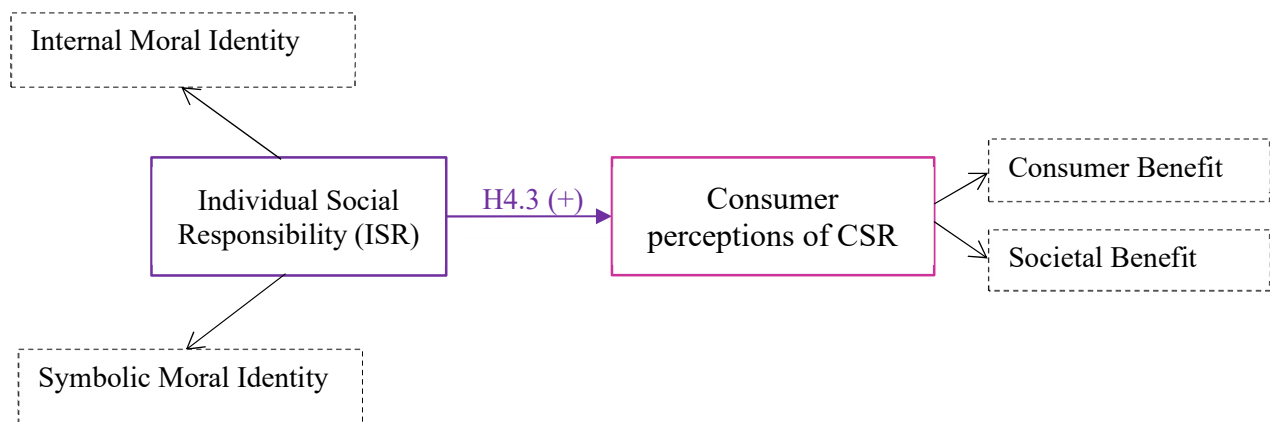 Internal Moral Identity
Individual Social
Responsibility (ISR)
H4.3 (+)
Consumer
perceptions of CSR
Consumer Benefit
Societal Benefit
Symbolic Moral Identity